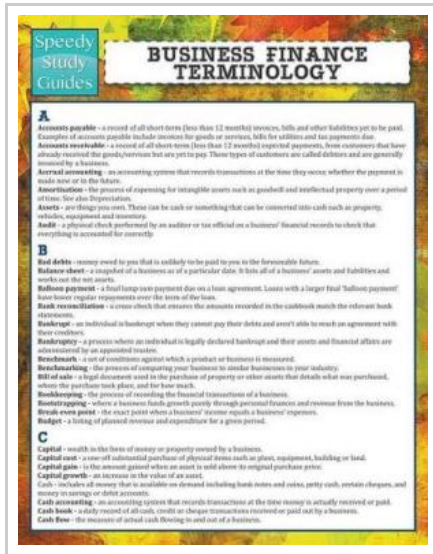 Speedy
Study
Guides
BUSINESS FINANCE
TERMINOLOGY
A
Accounts payable - a record of all short-term (less than 12 months) invoices, bills and other liabilities yet to be paid.
Examples of accounts payable include invoices for goods or services, bills for utilities and tax payments due.
Accounts receivable - a record of all short-term (less than 12 months) expected payments, from customers that have
already received the goods/services but are yet to pay. These types of customers are called debtors and are generally
invoiced by a business.
Accrual accounting - an accounting system that records transactions at the time they occur, whether the payment is
made now or in the future.
Amortisation - the process of expensing for intangible assets such as goodwill and intellectual property over a period
of time. See also Depreciation.
Assets - are things you own. These can be cash or something that can be converted into cash such as property,
vehicles, equipment and inventory.
Audit - a physical check performed by an auditor or tax official on a business' financial records to check that
everything is accounted for correctly.
B
Bad debts - money owed to you that is unlikely to be paid to you in the foreseeable future.
Balance sheet - a snapshot of a business as of a particular date. It lists all of a business' assets and liabilities and
works out the net assets.
Balloon payment - a final lump sum payment due on a loan agreement. Loans with a larger final 'balloon payment'
have lower regular repayments over the term of the loan.
Bank reconciliation - a cross-check that ensures the amounts recorded in the cashbook match the relevant bank
statements.
Bankrupt - an individual is bankrupt when they cannot pay their debts and aren't able to reach an agreement with
their creditors.
Bankruptcy - a process where an individual is legally declared bankrupt and their assets and financial affairs are
administered by an appointed trustee.
Benchmark - a set of conditions against which a product or business is measured.
Benchmarking - the process of comparing your business to similar businesses in your industry.
Bill of sale - a legal document used in the purchase of property or other assets that details what was purchased,
where the purchase took place, and for how much.
Bookkeeping - the process of recording the financial transactions of a business.
Bootstrapping - where a business funds growth purely through personal finances and revenue from the business.
Break-even point - the exact point when a business' income equals a business' expenses.
Budget - a listing of planned revenue and expenditure for a given period.
C
Capital - wealth in the form of money or property owned by a business.
Capital cost - a one-off substantial purchase of physical items such as plant, equipment, building or land.
Capital gain - is the amount gained when an asset is sold above its original purchase price.
Capital growth - an increase in the value of an asset.
Cash - includes all money that is available on demand including bank notes and coins, petty cash, certain cheques, and
money in savings or debit accounts.
Cash accounting - an accounting system that records transactions at the time money is actually received or paid.
Cash book - a daily record of all cash, credit or cheque transactions received or paid out by a business.
Cash flow - the measure of actual cash flowing in and out of a business.